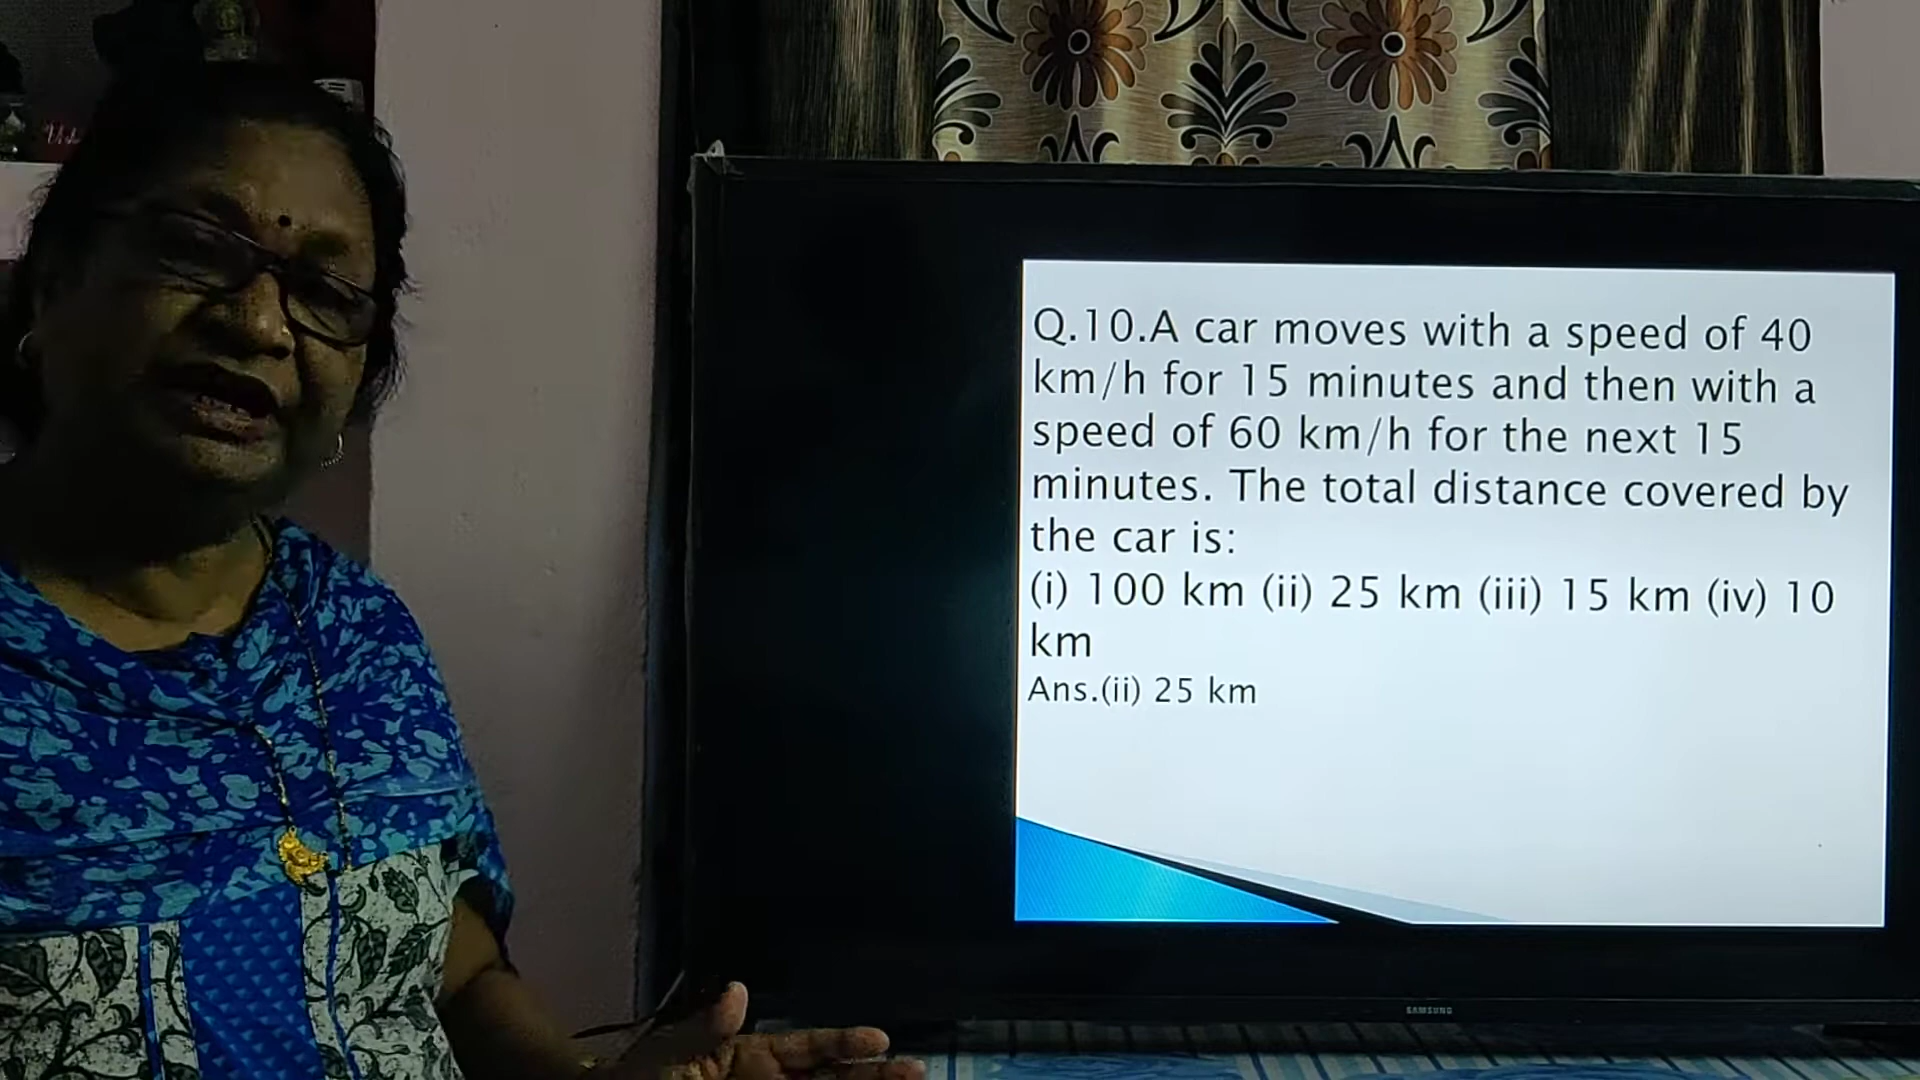 Q.10.A car moves with a speed of 40
km/h for 15 minutes and then with a
speed of 60 km/h for the next 15
minutes. The total distance covered by
the car is:
(i) 100 km (ii) 25 km (iii) 15 km (iv) 10
km
Ans.(ii) 25 km
SAMSUNG